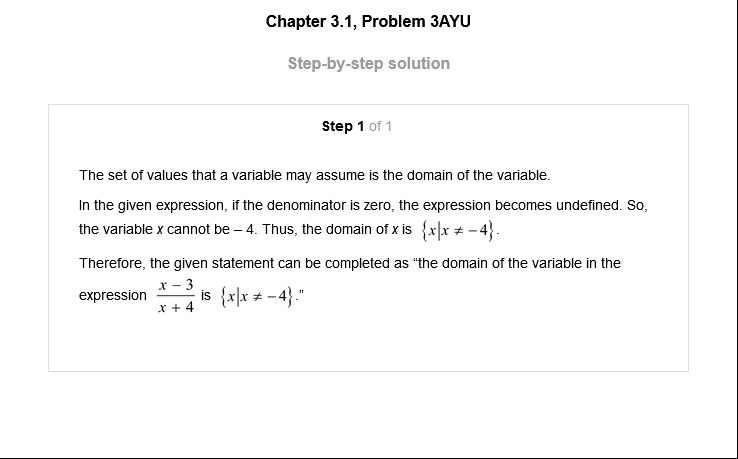 Chapter 3.1, Problem 3AYU
Step-by-step solution
Step 1 of 1
The set of values that a variable may assume is the domain of the variable.
In the given expression, if the denominator is zero, the expression becomes undefined. So,
the variable x cannot be – 4. Thus, the domain of x is {x|x ≠ −4}.
Therefore, the given statement can be completed as “the domain of the variable in the
expression (x − 3)/(x + 4) is {x|x ≠ −4}.”